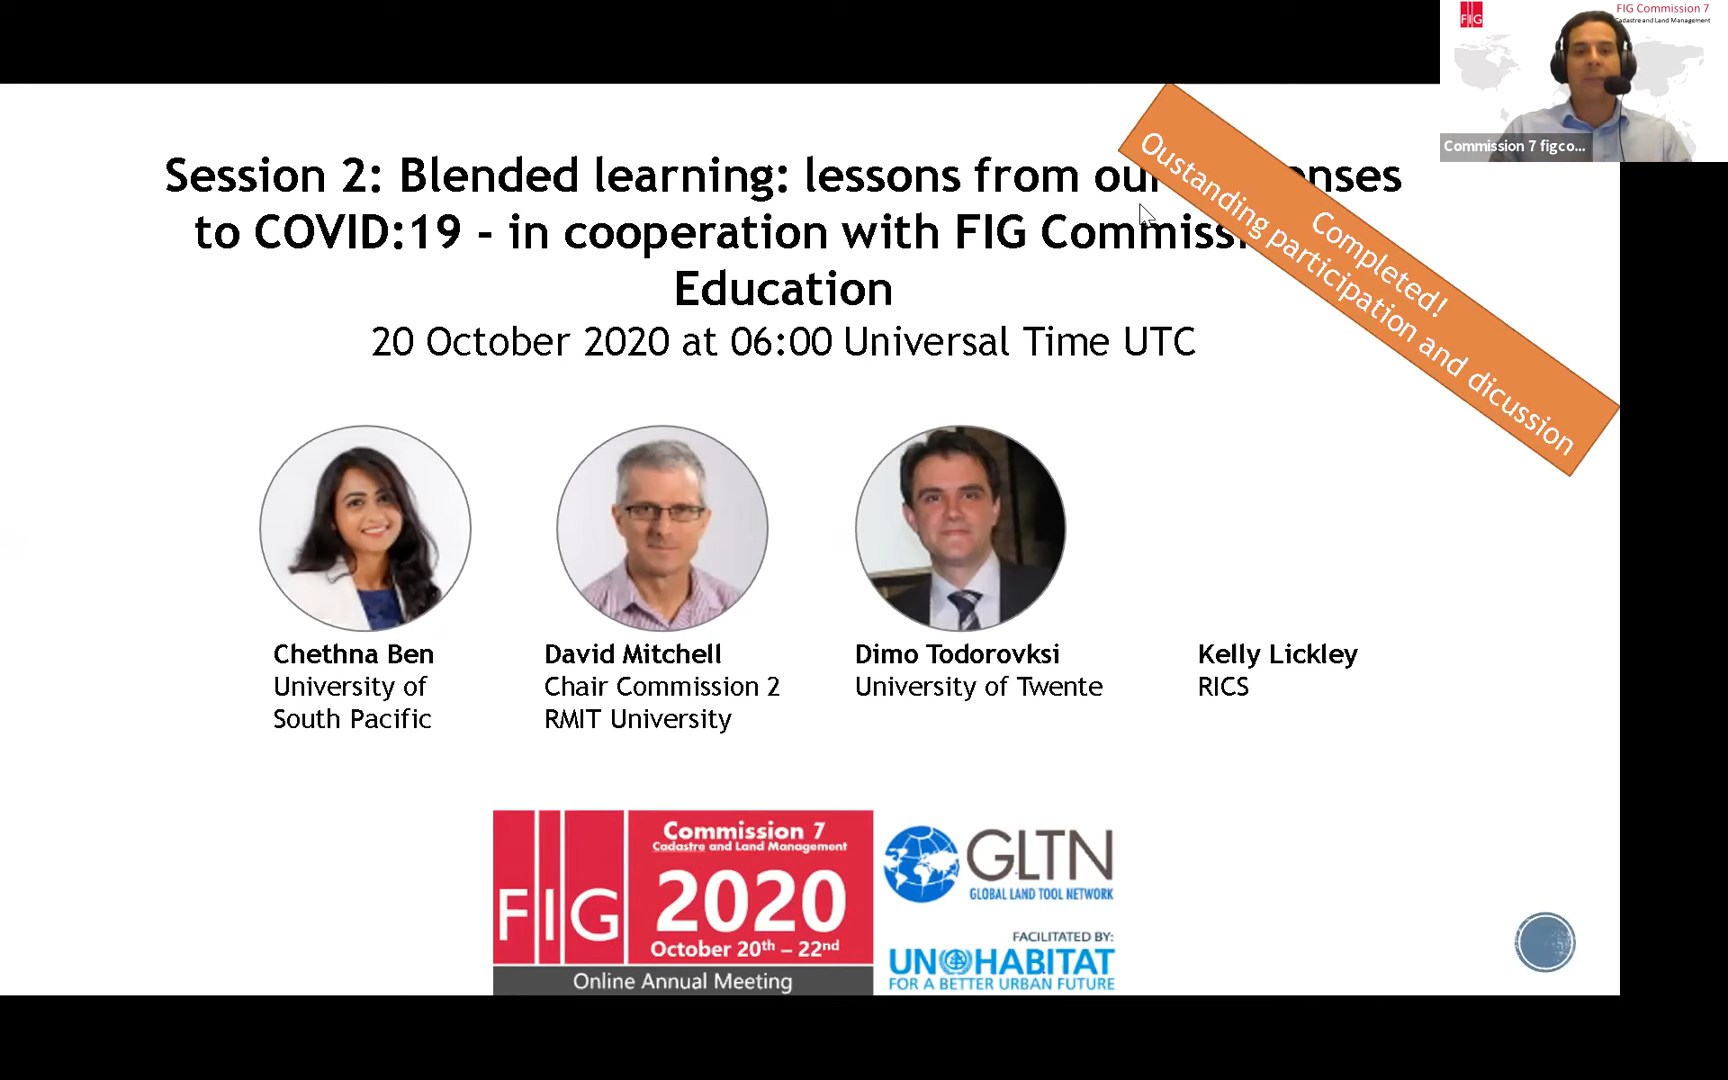 FIG
FIG Commission 7
Cadastre and Land Management
Commission 7 figco...
Session 2: Blended learning: lessons from our nses
to COVID:19 - in cooperation with FIG
Education
20 October 2020 at 06:00 Universal Time UTC
Completed!
Oustanding participation and dicussion
Chethna Ben
University of
South Pacific
David Mitchell
Chair Commission 2
RMIT University
Dimo Todorovksi
University of Twente
Kelly Lickley
RICS
FIG
Commission 7
Cadastre and Land Management
2020
October 20th – 22nd
Online Annual Meeting
GLTN
GLOBAL LAND TOOL NETWORK
FACILITATED BY:
UN HABITAT
FOR A BETTER URBAN FUTURE